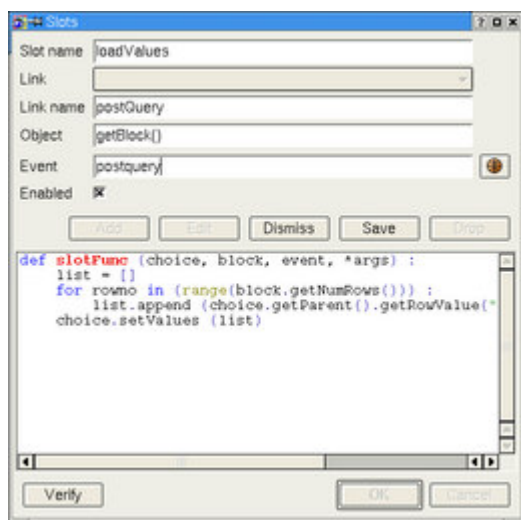 Slots
Slot name loadValues
Link
Link name postQuery
Object getBlock()
Event postquery
Enabled
Add Edit Dismiss Save Drop
def slotFunc (choice, block, event, *args) :
list = []
for rowno in (range(block.getNumRows())) :
list.append (choice.getParent().getRowValue("
choice.setValues (list)
Verify OK Cancel